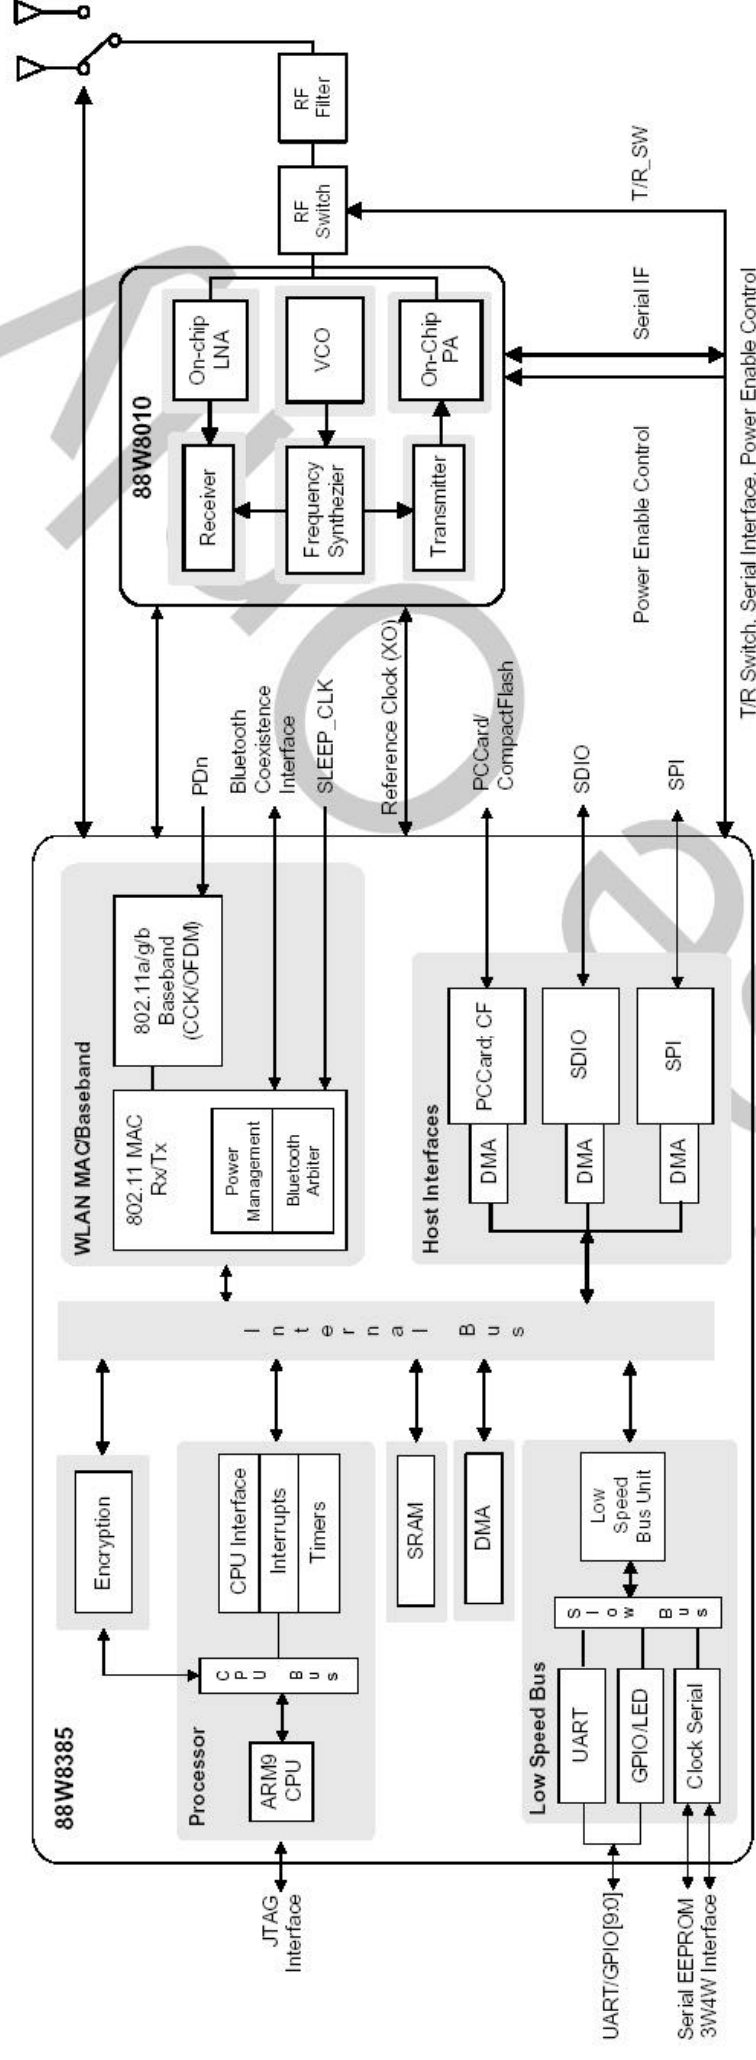 88W8385
Processor
ARM9
CPU
CPU Bus
CPU Interface
Interrupts
Timers
Encryption
SRAM
DMA
Low Speed Bus
UART
GPIO/LED
Clock Serial
Slow Bus
Low
Speed
Bus Unit
JTAG
Interface
UART/GPIO[9:0]
Serial EEPROM
3W4W Interface
Internal Bus
WLAN MAC/Baseband
802.11 MAC
Rx/Tx
Power
Management
Bluetooth
Arbiter
802.11a/g/b
Baseband
(CCK/OFDM)
Host Interfaces
DMA
PCCard; CF
DMA
SDIO
DMA
SPI
PDn
Bluetooth
Coexistence
Interface
SLEEP_CLK
Reference Clock (XO)
PCCard/
CompactFlash
SDIO
SPI
88W8010
Receiver
On-chip
LNA
Frequency
Synthezier
VCO
Transmitter
On-Chip
PA
RF
Switch
RF
Filter
Power Enable Control
Serial IF
T/R_SW
T/R Switch, Serial Interface, Power Enable Control